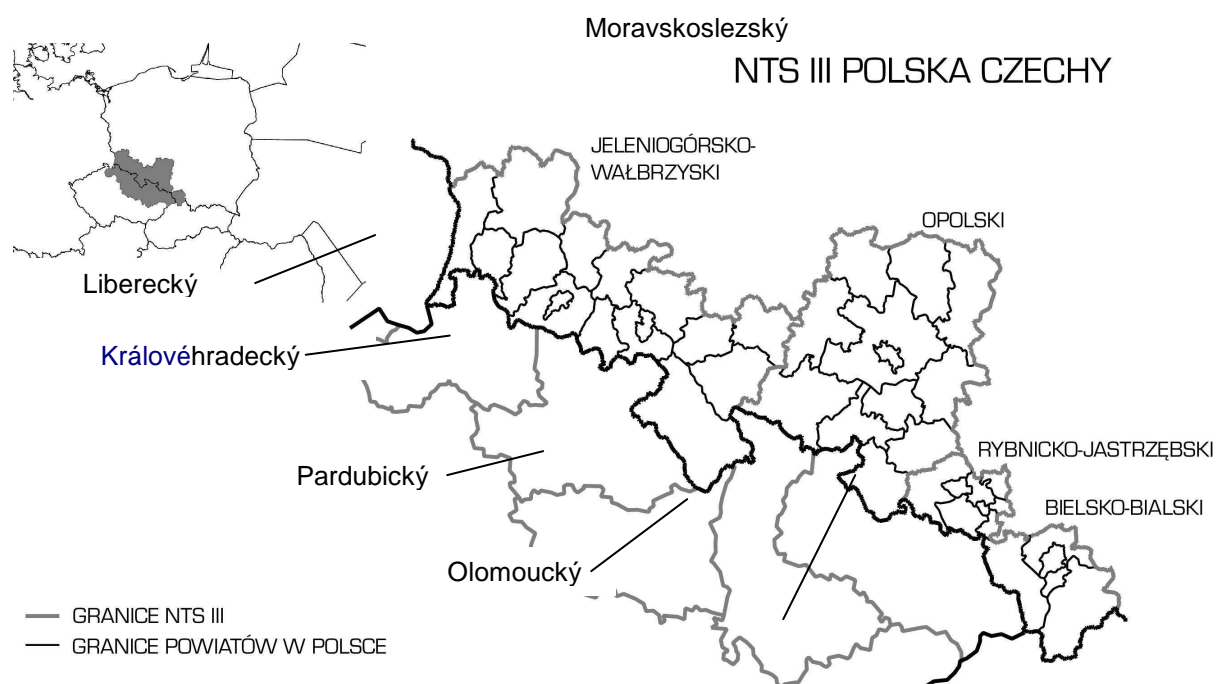 Moravskoslezský
NTS III POLSKA CZECHY
JELENIOGÓRSKO-
WAŁBRZYSKI
OPOLSKI
Liberecký
Královéhradecký
RYBNICKO-JASTRZĘBSKI
Pardubický
BIELSKO-BIALSKI
Olomoucký
GRANICE NTS III
GRANICE POWIATÓW W POLSCE